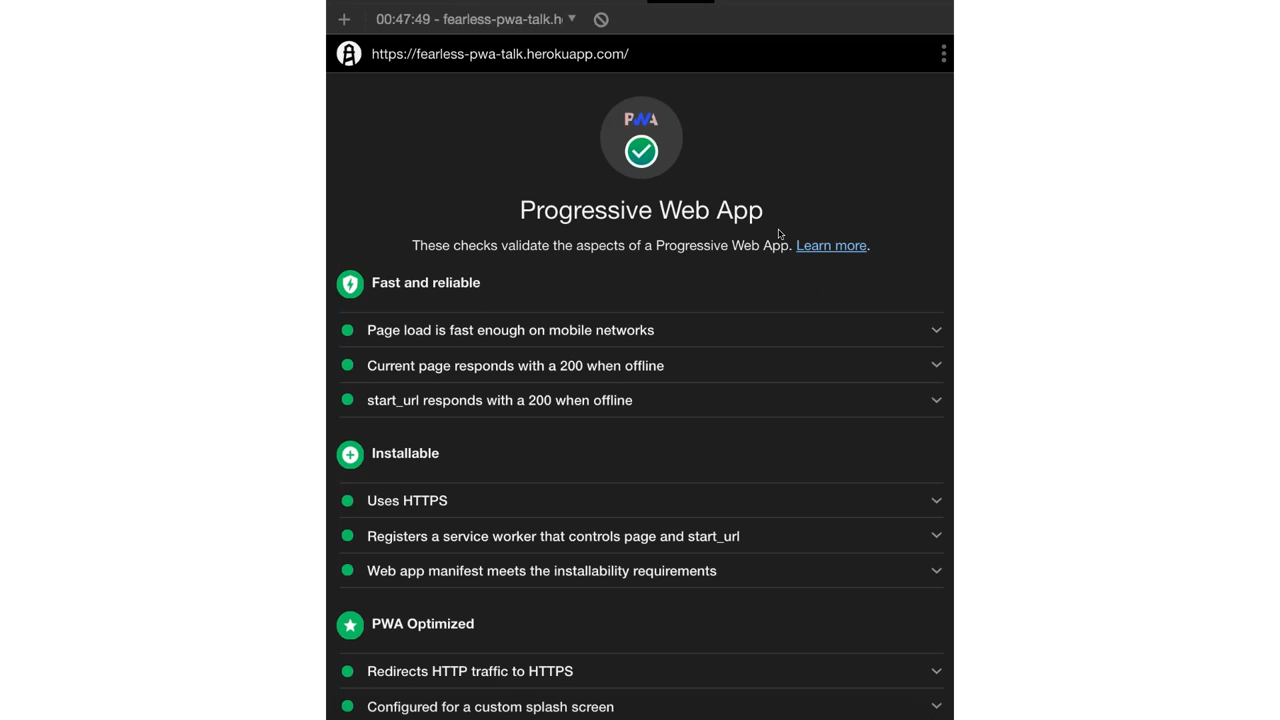 00:47:49 - fearless-pwa-talk.h
https://fearless-pwa-talk.herokuapp.com/
PWA
Progressive Web App
These checks validate the aspects of a Progressive Web App. Learn more.
Fast and reliable
Page load is fast enough on mobile networks
Current page responds with a 200 when offline
start_url responds with a 200 when offline
Installable
Uses HTTPS
Registers a service worker that controls page and start_url
Web app manifest meets the installability requirements
PWA Optimized
Redirects HTTP traffic to HTTPS
Configured for a custom splash screen